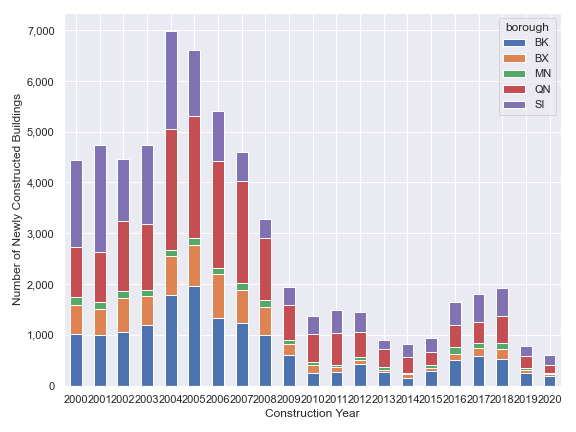 borough
BK
BX
MN
QN
SI
7,000
6,000
5,000
4,000
3,000
2,000
1,000
0
Number of Newly Constructed Buildings
2000 2001 2002 2003 2004 2005 2006 2007 2008 2009 2010 2011 2012 2013 2014 2015 2016 2017 2018 2019 2020
Construction Year